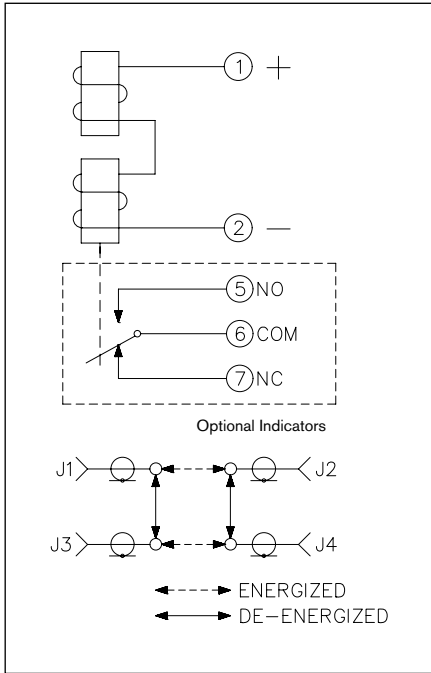 1 +
2 —
5 NO
6 COM
7 NC
Optional Indicators
J1 J2
J3 J4
ENERGIZED
DE-ENERGIZED